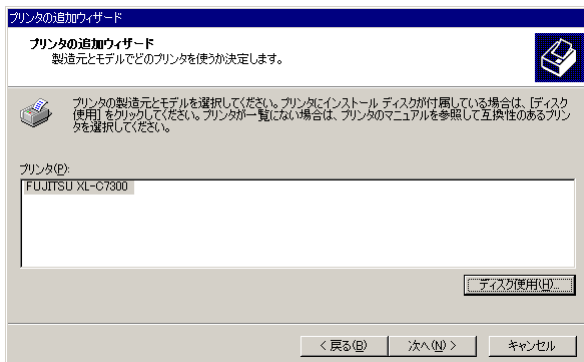 プリンタの追加ウィザード
プリンタの追加ウィザード
製造元とモデルでどのプリンタを使うか決定します。
プリンタの製造元とモデルを選択してください。プリンタにインストール ディスクが付属している場合は、[ディスク
使用] をクリックしてください。プリンタが一覧にない場合は、プリンタのマニュアルを参照して互換性のあるプリン
タを選択してください。
プリンタ(P):
FUJITSU XL-C7300
ディスク使用(H)...
< 戻る(B)
次へ(N) >
キャンセル